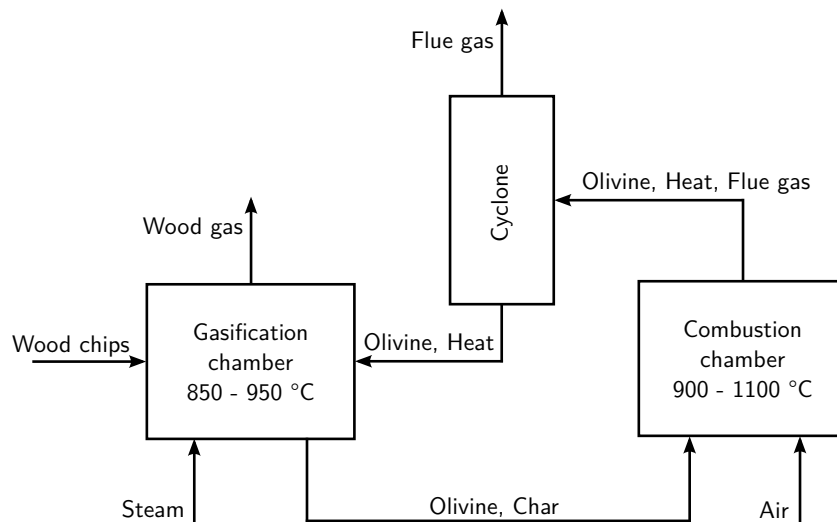 Flue gas
Cyclone
Olivine, Heat, Flue gas
Wood gas
Wood chips
Gasification
chamber
850 - 950 °C
Olivine, Heat
Combustion
chamber
900 - 1100 °C
Steam
Olivine, Char
Air